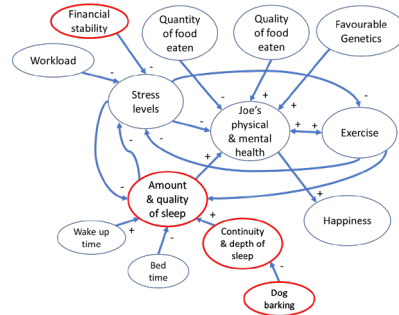 Financial
stability
Quantity
of food
eaten
Quality
of food
eaten
Favourable
Genetics
Workload
-
-
Stress
levels
-
+
+
-
Joe's
physical
& mental
health
+
+
-
Exercise
-
-
-
-
+
+
Amount
& quality
of sleep
Wake up
time
+
-
+
Continuity
& depth of
sleep
+
Happiness
Bed
time
-
Dog
barking